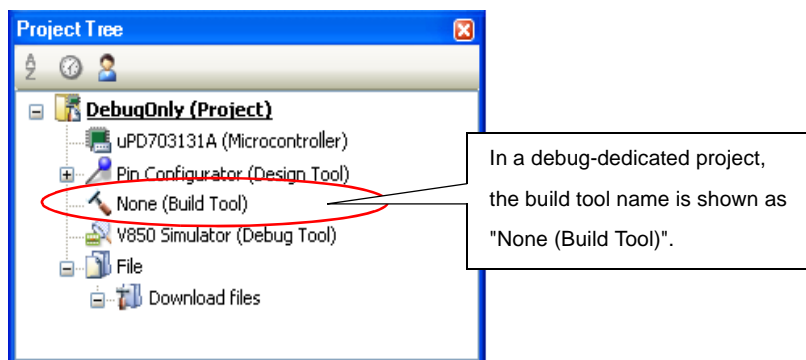 Project Tree
DebugOnly (Project)
uPD703131A (Microcontroller)
Pin Configurator (Design Tool)
None (Build Tool)
V850 Simulator (Debug Tool)
File
Download files
In a debug-dedicated project,
the build tool name is shown as
"None (Build Tool)".